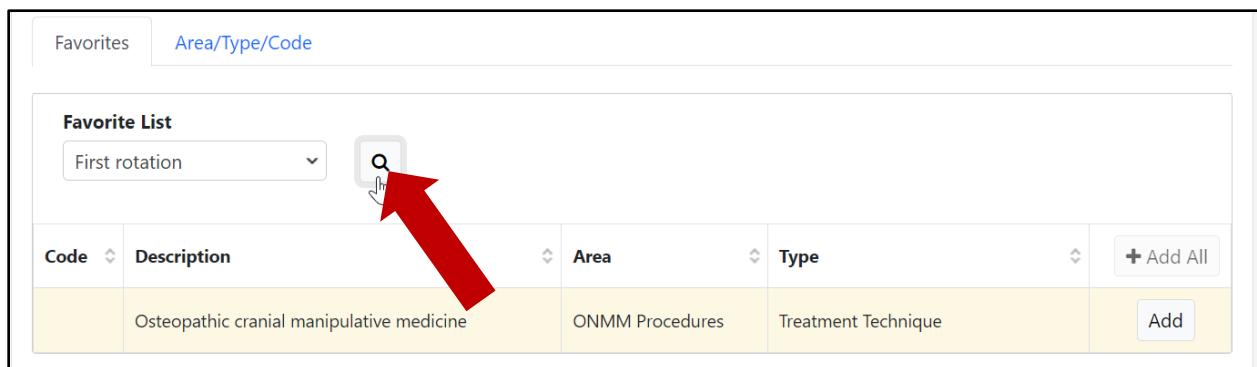 Favorites Area/Type/Code
Favorite List
First rotation
Code Description Area Type + Add All
Osteopathic cranial manipulative medicine ONMM Procedures Treatment Technique Add